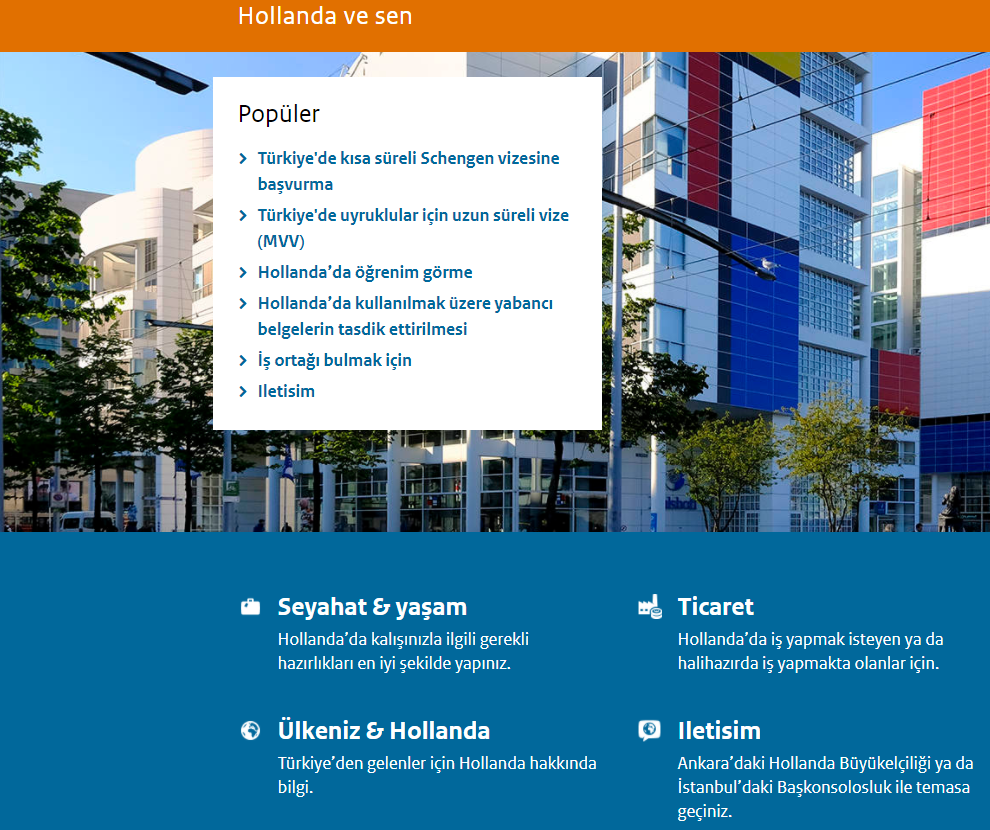 Hollanda ve sen
Popüler
Türkiye'de kısa süreli Schengen vizesine
başvurma
Türkiye'de uyruklular için uzun süreli vize
(MVV)
Hollanda’da öğrenim görme
Hollanda’da kullanılmak üzere yabancı
belgelerin tasdik ettirilmesi
İş ortağı bulmak için
Iletisim
Seyahat & yaşam
Hollanda’da kalışınızla ilgili gerekli
hazırlıkları en iyi şekilde yapınız.
Ticaret
Hollanda’da iş yapmak isteyen ya da
halihazırda iş yapmakta olanlar için.
Ülkeniz & Hollanda
Türkiye’den gelenler için Hollanda hakkında
bilgi.
Iletisim
Ankara’daki Hollanda Büyükelçiliği ya da
İstanbul’daki Başkonsolosluk ile temasa
geçiniz.